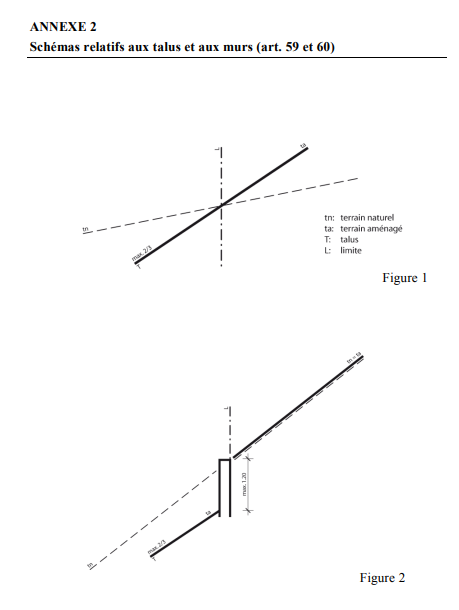 ANNEXE 2
Schémas relatifs aux talus et aux murs (art. 59 et 60)
L
ta
tn
max. 2/3
T
tn: terrain naturel
ta: terrain aménagé
T: talus
L: limite
Figure 1
tn = ta
L
max. 1.20
ta
max. 2/3
T
tn
Figure 2